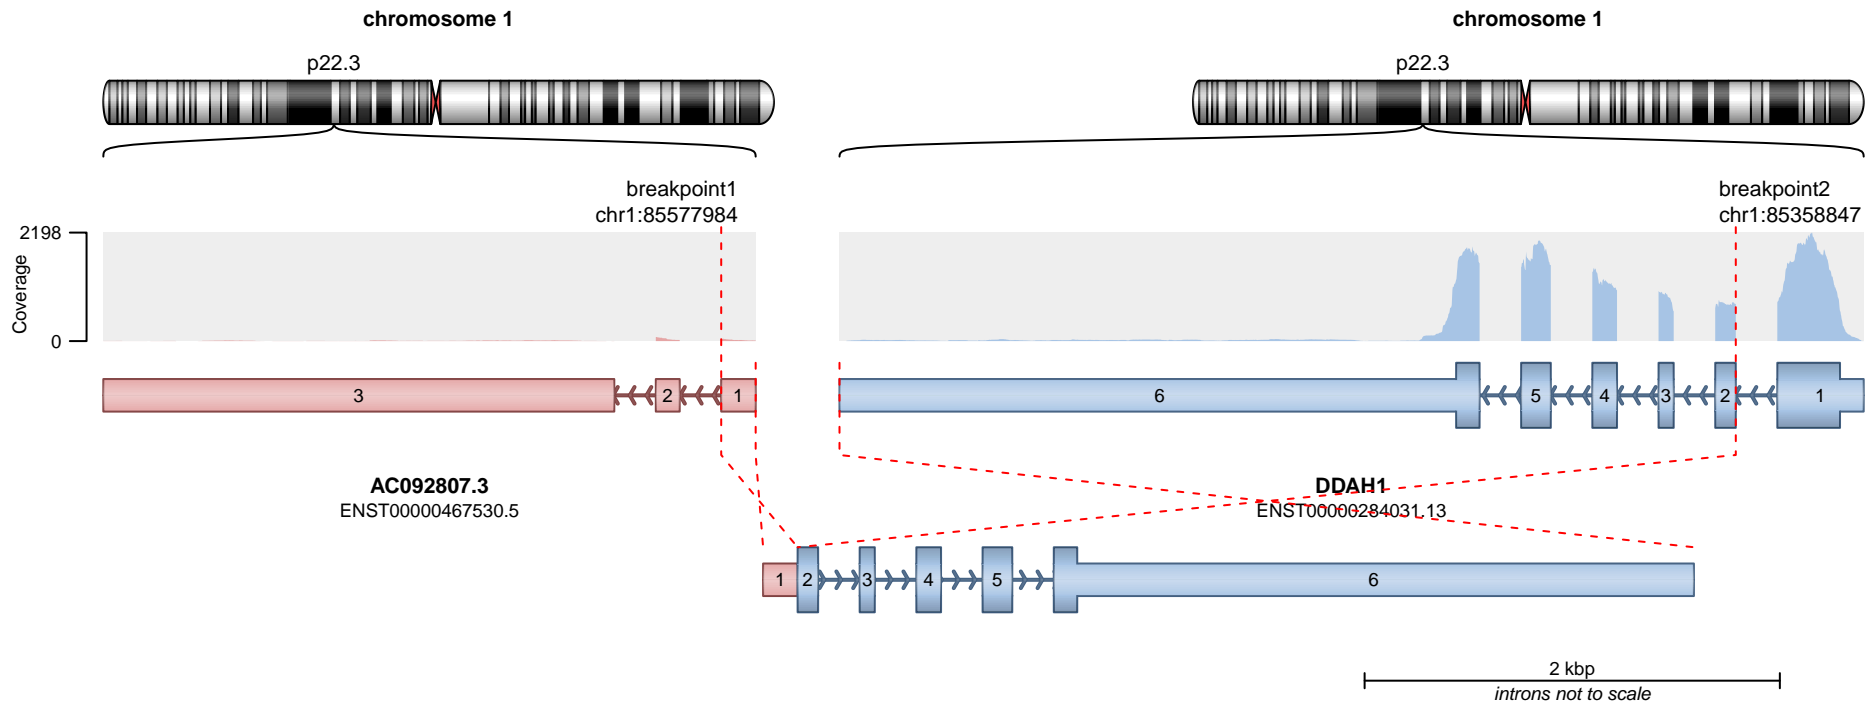 chromosome 1
chromosome 1
p22.3
p22.3
breakpoint1
chr1:85577984
breakpoint2
chr1:85358847
2198
Coverage
0
3
2
1
6
5
4
3
2
1
AC092807.3
ENST00000467530.5
DDAH1
ENST00000284031.13
1
2
3
4
5
6
2 kbp
introns not to scale